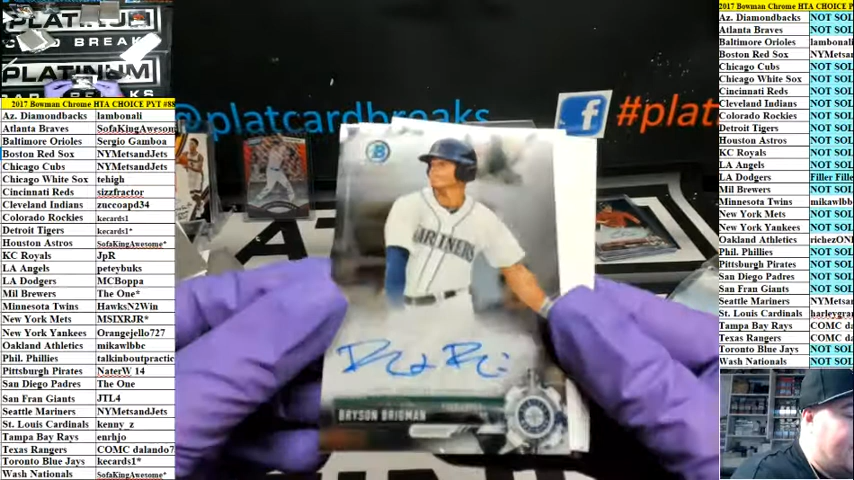 PLATINUM
CARD BREAKS
PLATINUM
2017 Bowman Chrome HTA CHOICE PYT #88
Az. Diamondbacks lambonali
Atlanta Braves SofaKingAwesom
Baltimore Orioles Sergio Gamboa
Boston Red Sox NYMetsandJets
Chicago Cubs NYMetsandJets
Chicago White Sox tehigh
Cincinnati Reds sizzfractor
Cleveland Indians zuccoapd34
Colorado Rockies kecards1
Detroit Tigers kecards1*
Houston Astros SofaKingAwesome*
KC Royals JpR
LA Angels peteybuks
LA Dodgers MCBoppa
Mil Brewers The One*
Minnesota Twins HawksN2Win
New York Mets MSIXRJR*
New York Yankees Orangejello727
Oakland Athletics mikawlbbc
Phil. Phillies talkinboutpractic
Pittsburgh Pirates NaterW 14
San Diego Padres The One
San Fran Giants JTL4
Seattle Mariners NYMetsandJets
St. Louis Cardinals kenny_z
Tampa Bay Rays enrhjo
Texas Rangers COMC dalando7
Toronto Blue Jays kecards1*
Wash Nationals SofaKingAwesome*
@platcardbreaks
f
#plat
B
MARINERS
BRYSON BRIGMAN
2017 Bowman Chrome HTA CHOICE P
Az. Diamondbacks NOT SOL
Atlanta Braves NOT SOL
Baltimore Orioles lambonali
Boston Red Sox NYMetsan
Chicago Cubs NOT SOL
Chicago White Sox NOT SOL
Cincinnati Reds NOT SOL
Cleveland Indians NOT SOL
Colorado Rockies NOT SOL
Detroit Tigers NOT SOL
Houston Astros NOT SOL
KC Royals NOT SOL
LA Angels NOT SOL
LA Dodgers Filler Fille
Mil Brewers NOT SOL
Minnesota Twins mikawlbb
New York Mets NOT SOL
New York Yankees NOT SOL
Oakland Athletics richezONI
Phil. Phillies NOT SOL
Pittsburgh Pirates NOT SOL
San Diego Padres NOT SOL
San Fran Giants NOT SOL
Seattle Mariners NYMetsa
St. Louis Cardinals harleygra
Tampa Bay Rays COMC da
Texas Rangers COMC da
Toronto Blue Jays NOT SOL
Wash Nationals NOT SOL